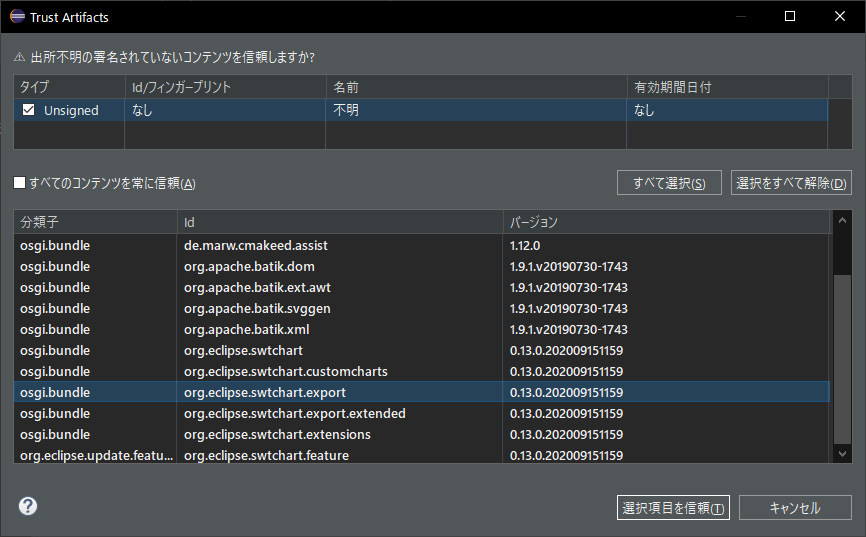 Trust Artifacts
出所不明の署名されていないコンテンツを信頼しますか?
タイプ Id/フィンガープリント 名前 有効期間日付
Unsigned なし 不明 なし
すべてのコンテンツを常に信頼(A) すべて選択(S) 選択をすべて解除(D)
分類子 Id バージョン
osgi.bundle de.marw.cmakeed.assist 1.12.0
osgi.bundle org.apache.batik.dom 1.9.1.v20190730-1743
osgi.bundle org.apache.batik.ext.awt 1.9.1.v20190730-1743
osgi.bundle org.apache.batik.svggen 1.9.1.v20190730-1743
osgi.bundle org.apache.batik.xml 1.9.1.v20190730-1743
osgi.bundle org.eclipse.swtchart 0.13.0.202009151159
osgi.bundle org.eclipse.swtchart.customcharts 0.13.0.202009151159
osgi.bundle org.eclipse.swtchart.export 0.13.0.202009151159
osgi.bundle org.eclipse.swtchart.export.extended 0.13.0.202009151159
osgi.bundle org.eclipse.swtchart.extensions 0.13.0.202009151159
org.eclipse.update.featu... org.eclipse.swtchart.feature 0.13.0.202009151159
? 選択項目を信頼(T) キャンセル